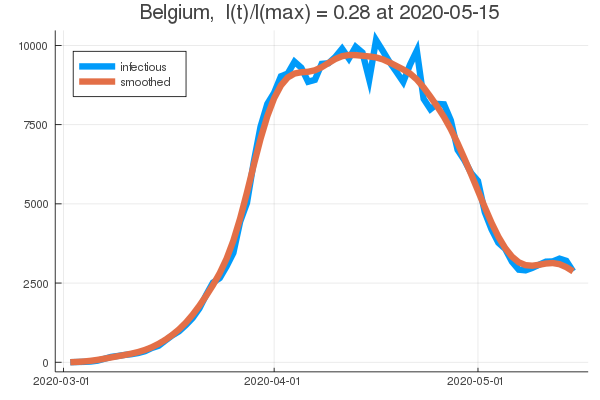 Belgium,  I(t)/I(max) = 0.28 at 2020-05-15
10000
infectious
smoothed
7500
5000
2500
0
2020-03-01
2020-04-01
2020-05-01